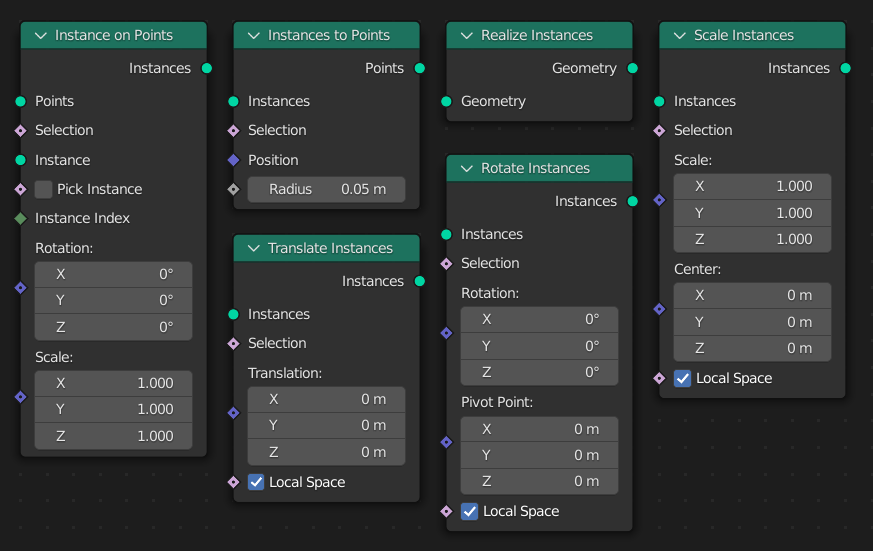 Instance on Points
Instances
Points
Selection
Instance
Pick Instance
Instance Index
Rotation:
X 0°
Y 0°
Z 0°
Scale:
X 1.000
Y 1.000
Z 1.000
Instances to Points
Points
Instances
Selection
Position
Radius 0.05 m
Translate Instances
Instances
Instances
Selection
Translation:
X 0 m
Y 0 m
Z 0 m
Local Space
Realize Instances
Geometry
Geometry
Rotate Instances
Instances
Instances
Selection
Rotation:
X 0°
Y 0°
Z 0°
Pivot Point:
X 0 m
Y 0 m
Z 0 m
Local Space
Scale Instances
Instances
Instances
Selection
Scale:
X 1.000
Y 1.000
Z 1.000
Center:
X 0 m
Y 0 m
Z 0 m
Local Space